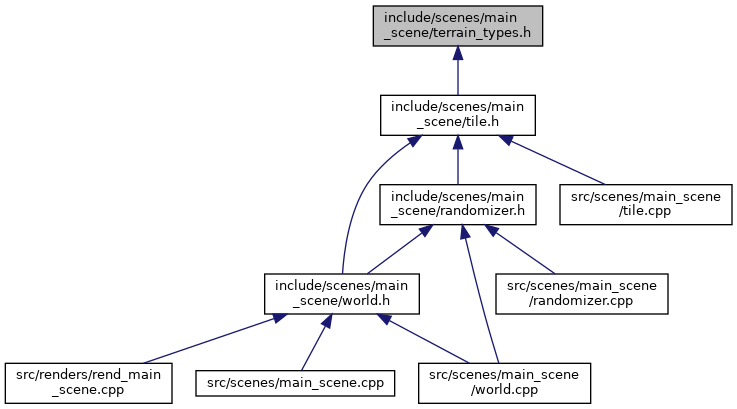 include/scenes/main
_scene/terrain_types.h
include/scenes/main
_scene/tile.h
include/scenes/main
_scene/randomizer.h
src/scenes/main_scene
/tile.cpp
include/scenes/main
_scene/world.h
src/scenes/main_scene
/randomizer.cpp
src/renders/rend_main
_scene.cpp
src/scenes/main_scene.cpp
src/scenes/main_scene
/world.cpp